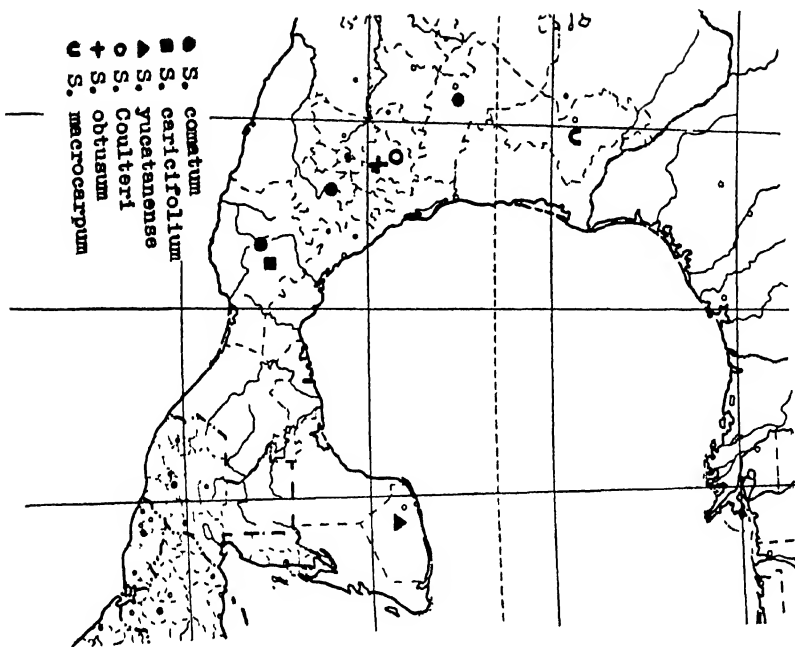 ● S. comatum
■ S. caricifolium
▲ S. yucatanense
○ S. Coulteri
+ S. obtusum
∪ S. macrocarpum